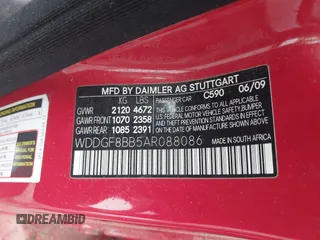 MFD BY DAIMLER AG STUTTGART
PASSENGER CAR C590 06/09
KG LBS
GVWR 2120 4672
GAWR FRONT 1070 2358
GAWR REAR 1085 2391
THIS VEHICLE CONFORMS TO ALL APPLICABLE
U.S. FEDERAL MOTOR VEHICLE SAFETY, BUMPER,
AND THEFT PREVENTION STANDARDS IN EFFECT
ON THE DATE OF MANUFACTURE SHOWN ABOVE
WDDGF8BB5AR088086
MADE IN SOUTH AFRICA
DREAMBID